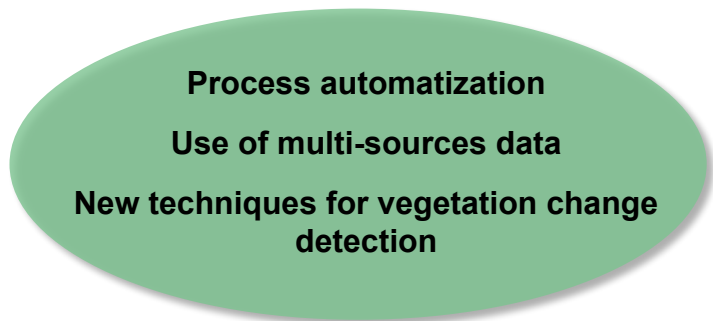 Process automatization
Use of multi-sources data
New techniques for vegetation change
detection